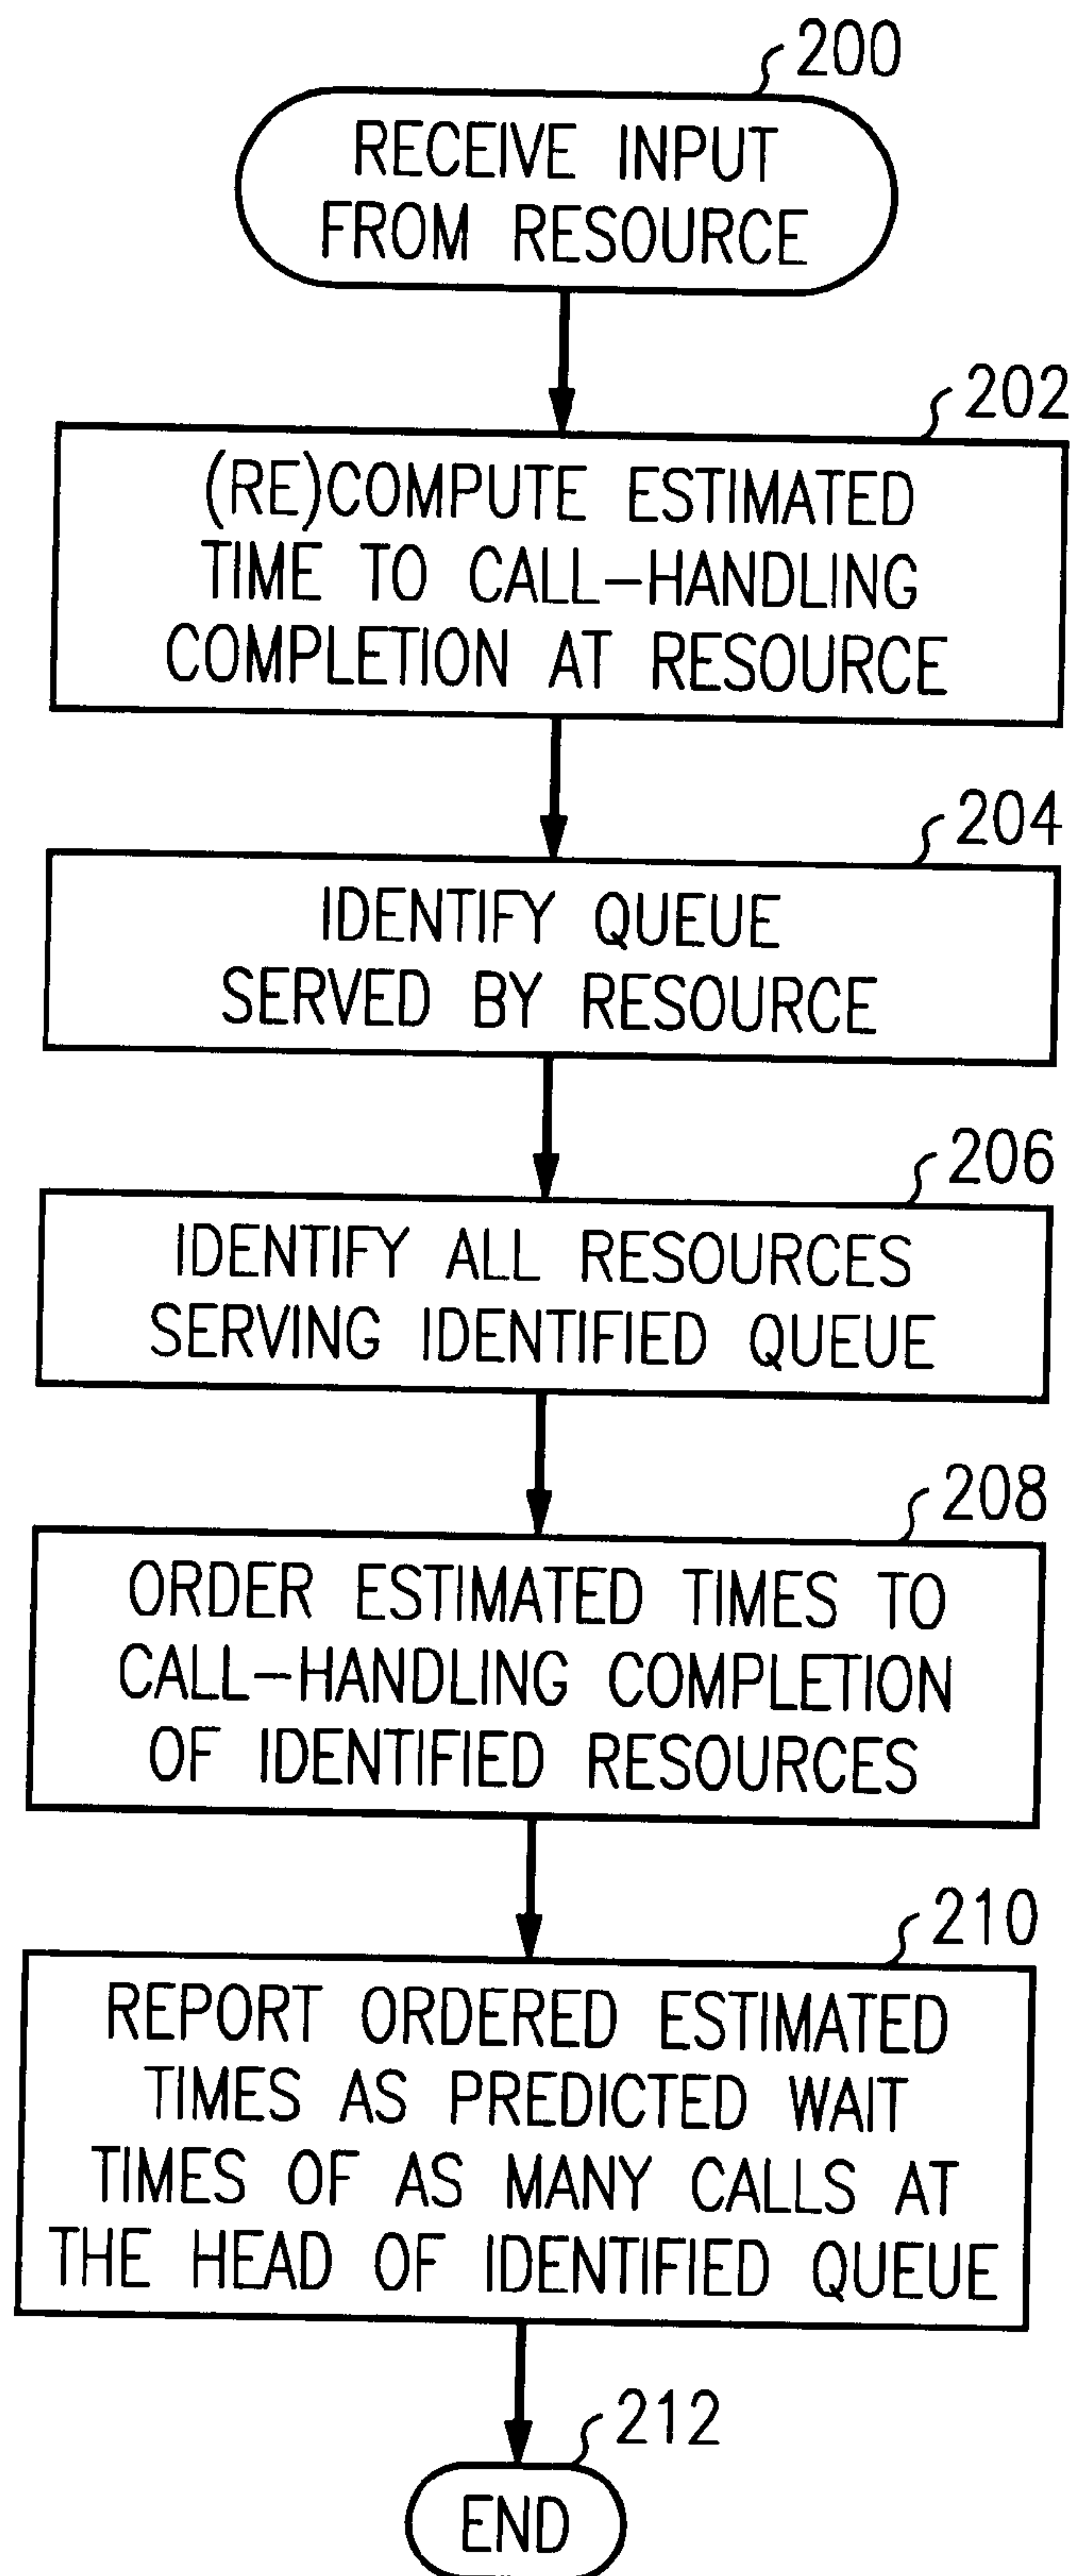 200
RECEIVE INPUT
FROM RESOURCE
202
(RE)COMPUTE ESTIMATED
TIME TO CALL-HANDLING
COMPLETION AT RESOURCE
204
IDENTIFY QUEUE
SERVED BY RESOURCE
206
IDENTIFY ALL RESOURCES
SERVING IDENTIFIED QUEUE
208
ORDER ESTIMATED TIMES TO
CALL-HANDLING COMPLETION
OF IDENTIFIED RESOURCES
210
REPORT ORDERED ESTIMATED
TIMES AS PREDICTED WAIT
TIMES OF AS MANY CALLS AT
THE HEAD OF IDENTIFIED QUEUE
212
END